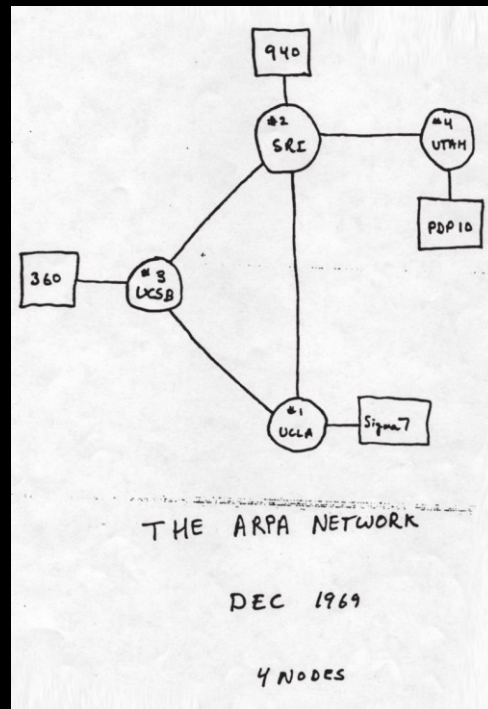 940
#2
SRI
#4
UTAH
PDP10
360
#3
UCSB
#1
UCLA
Sigma7
THE ARPA NETWORK
DEC 1969
4 NODES